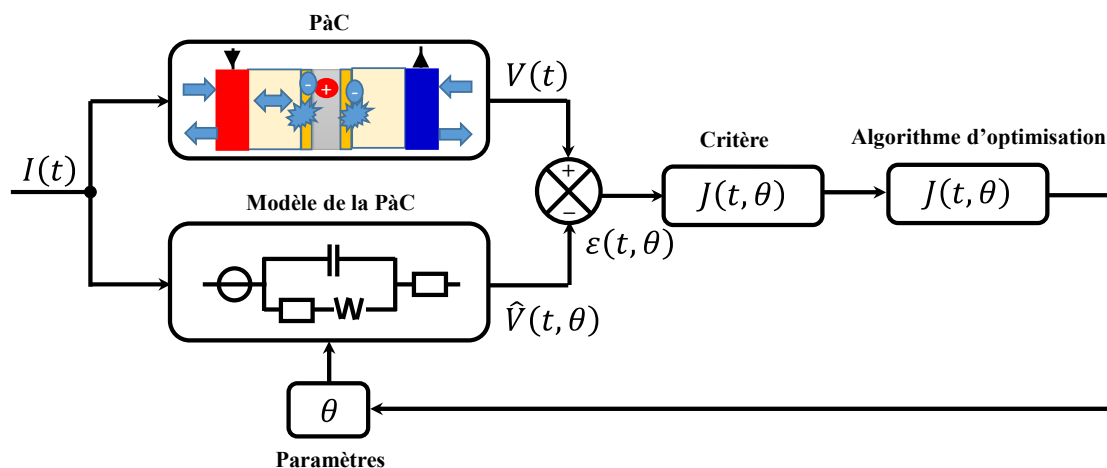 PàC
-
+
-
V(t)
I(t)
Modèle de la PàC
+
−
ε(t, θ)
Critère
J(t, θ)
Algorithme d’optimisation
J(t, θ)
W
V̂(t, θ)
θ
Paramètres